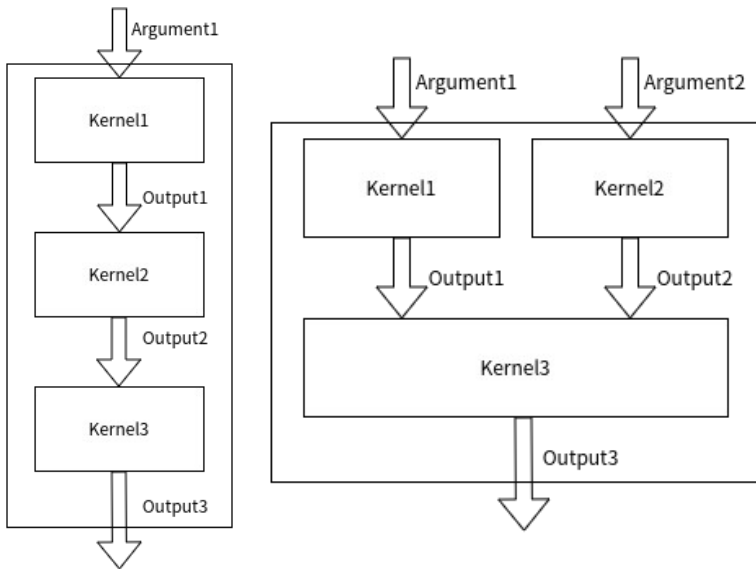 Argument1
Kernel1
Output1
Kernel2
Output2
Kernel3
Output3
Argument1
Argument2
Kernel1
Kernel2
Output1
Output2
Kernel3
Output3